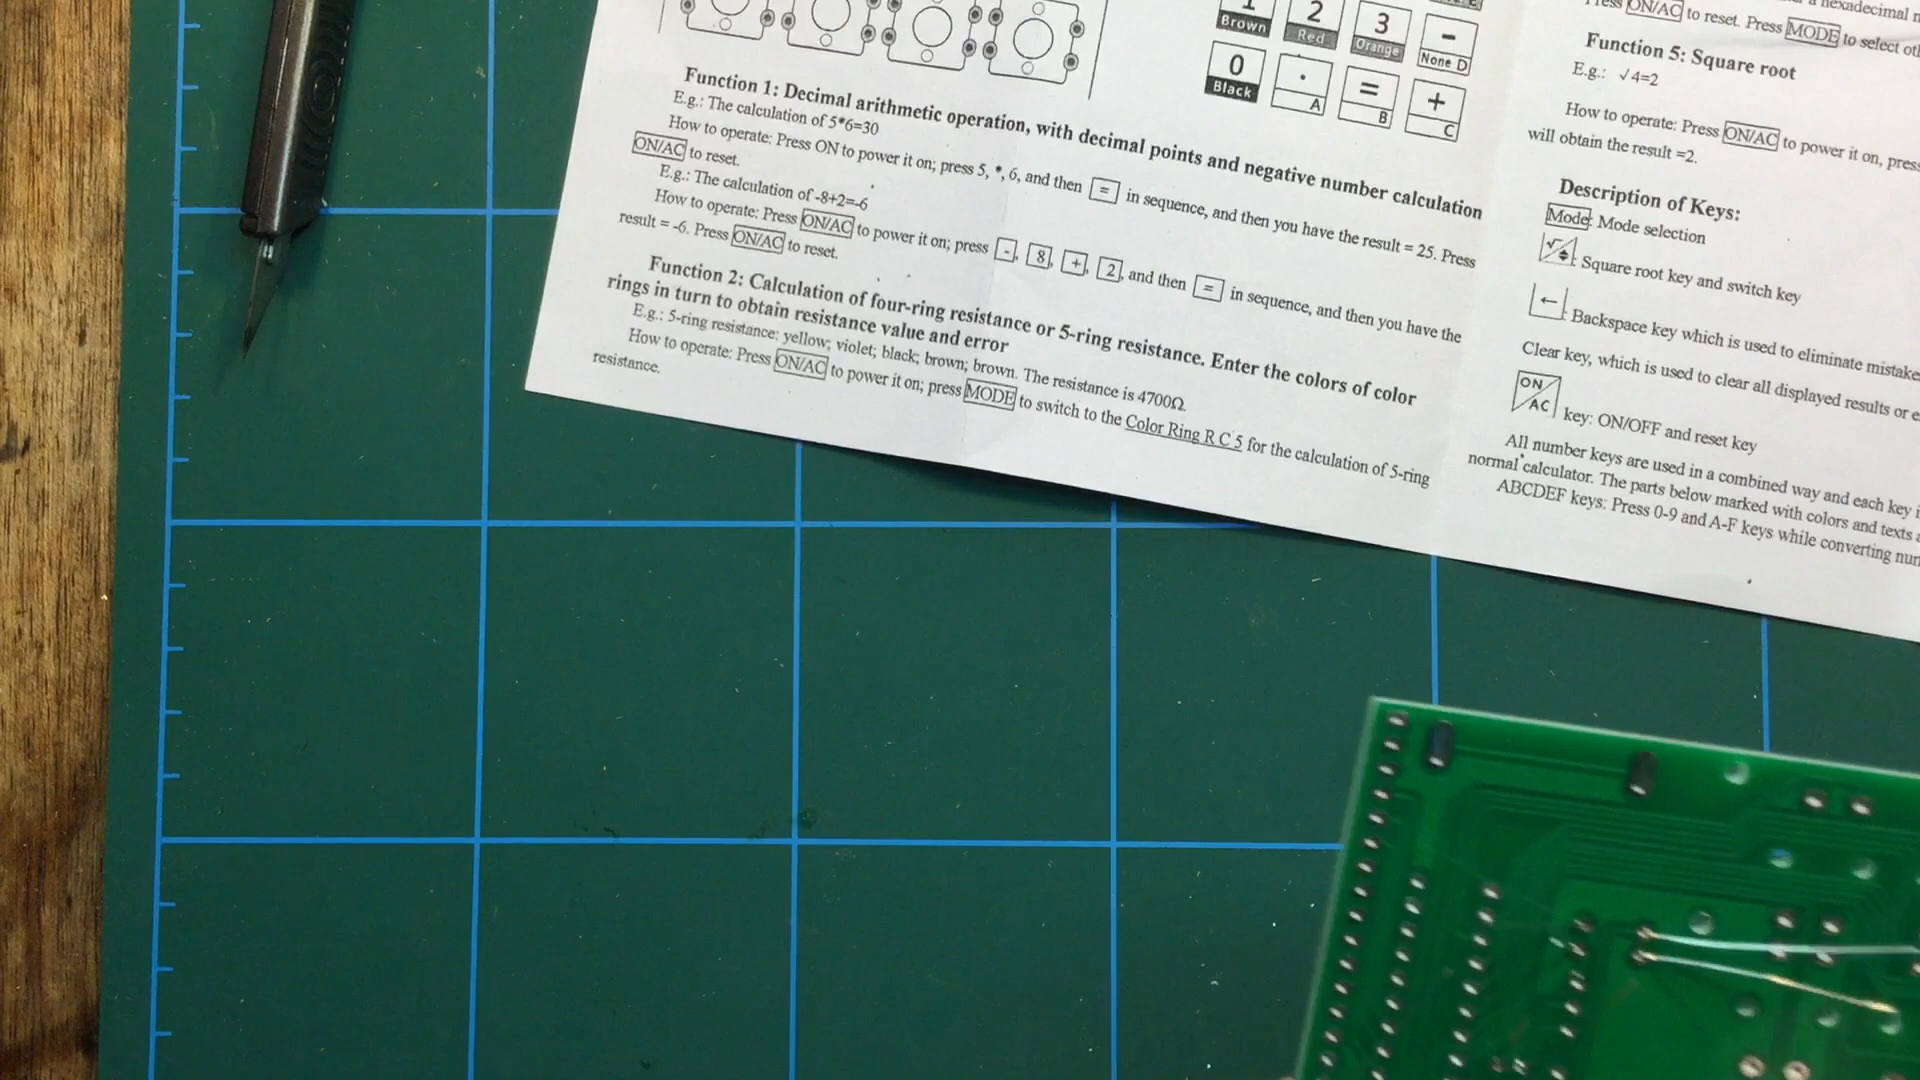 1
Brown
2
Red
3
Orange
-
None D
0
Black
.
A
=
B
+
C
Function 1: Decimal arithmetic operation, with decimal points and negative number calculation
E.g.: The calculation of 5*6=30
How to operate: Press ON to power it on; press 5, *, 6, and then = in sequence, and then you have the result = 25. Press
ON/AC to reset.
E.g.: The calculation of -8+2=-6
How to operate: Press ON/AC to power it on; press -, 8, +, 2, and then = in sequence, and then you have the
result = -6. Press ON/AC to reset.
Function 2: Calculation of four-ring resistance or 5-ring resistance. Enter the colors of color
rings in turn to obtain resistance value and error
E.g.: 5-ring resistance: yellow; violet; black; brown; brown. The resistance is 4700Ω
How to operate: Press ON/AC to power it on; press MODE to switch to the Color Ring R C 5 for the calculation of 5-ring
resistance.
hexadecimal
Press ON/AC to reset. Press MODE to select
Function 5: Square root
E.g.: √4=2
How to operate: Press ON/AC to power it on, press
will obtain the result =2.
Description of Keys:
Mode: Mode selection
√ : Square root key and switch key
← : Backspace key which is used to eliminate
Clear key, which is used to clear all displayed results or
ON/AC key: ON/OFF and reset key
All number keys are used in a combined way and each key
normal calculator. The parts below marked with colors and texts
ABCDEF keys: Press 0-9 and A-F keys while converting